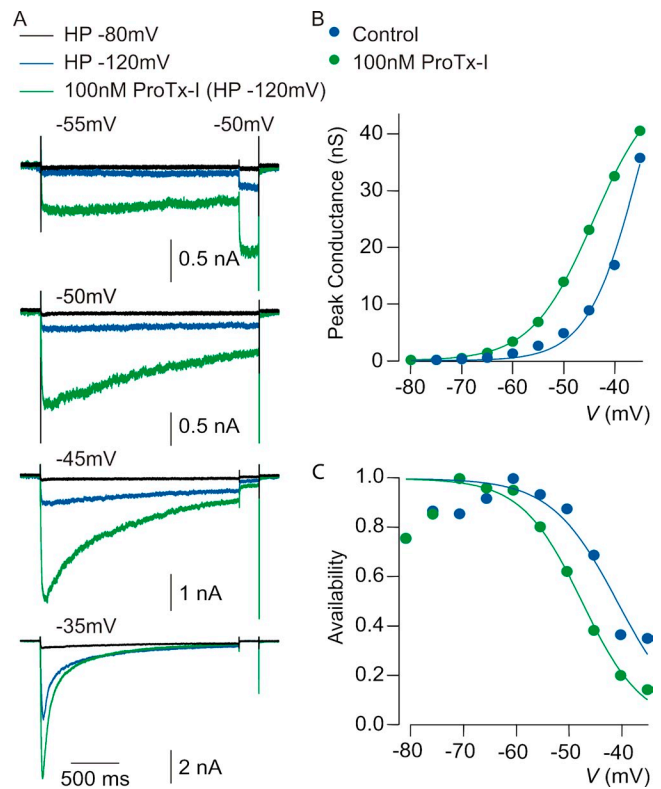 A
HP -80mV
HP -120mV
100nM ProTx-I (HP -120mV)
-55mV -50mV
0.5 nA
-50mV
0.5 nA
-45mV
1 nA
-35mV
500 ms
2 nA
B
Control
100nM ProTx-I
Peak Conductance (nS)
40
30
20
10
0
-80 -70 -60 -50 -40
V (mV)
C
Availability
1.0
0.8
0.6
0.4
0.2
0.0
-80 -70 -60 -50 -40
V (mV)